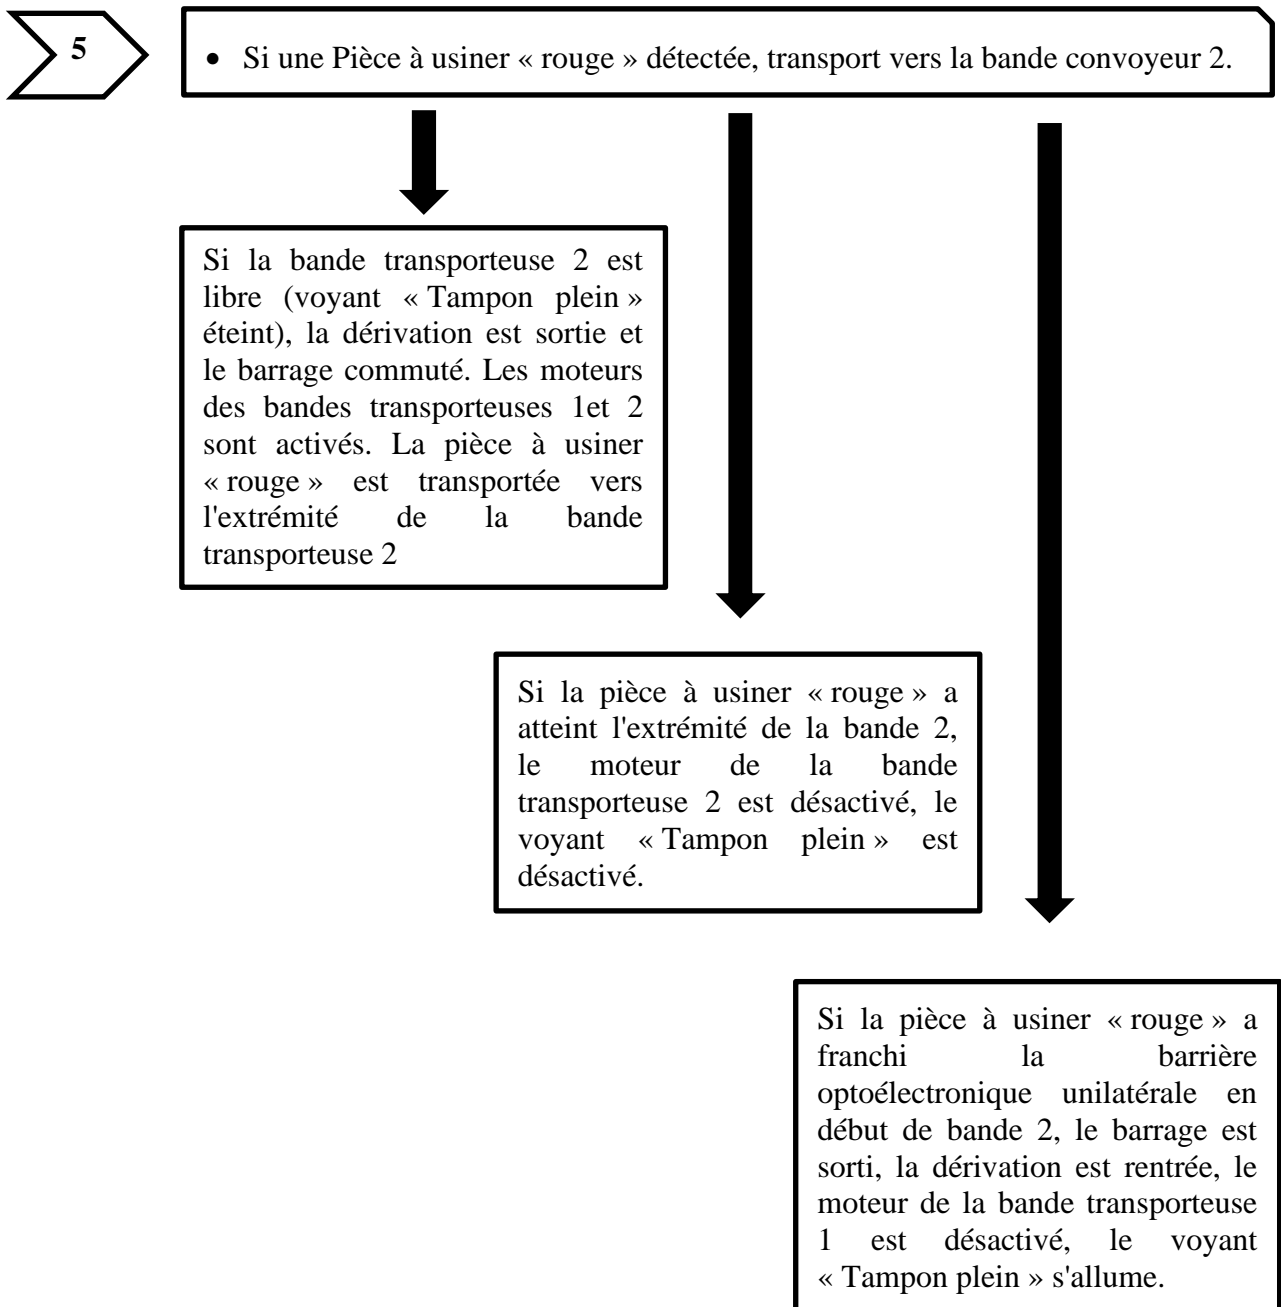 5
• Si une Pièce à usiner « rouge » détectée, transport vers la bande convoyeur 2.
Si la bande transporteuse 2 est
libre (voyant « Tampon plein »
éteint), la dérivation est sortie et
le barrage commuté. Les moteurs
des bandes transporteuses 1et 2
sont activés. La pièce à usiner
« rouge » est transportée vers
l'extrémité de la bande
transporteuse 2
Si la pièce à usiner « rouge » a
atteint l'extrémité de la bande 2,
le moteur de la bande
transporteuse 2 est désactivé, le
voyant « Tampon plein » est
désactivé.
Si la pièce à usiner « rouge » a
franchi la barrière
optoélectronique unilatérale en
début de bande 2, le barrage est
sorti, la dérivation est rentrée, le
moteur de la bande transporteuse
1 est désactivé, le voyant
« Tampon plein » s'allume.